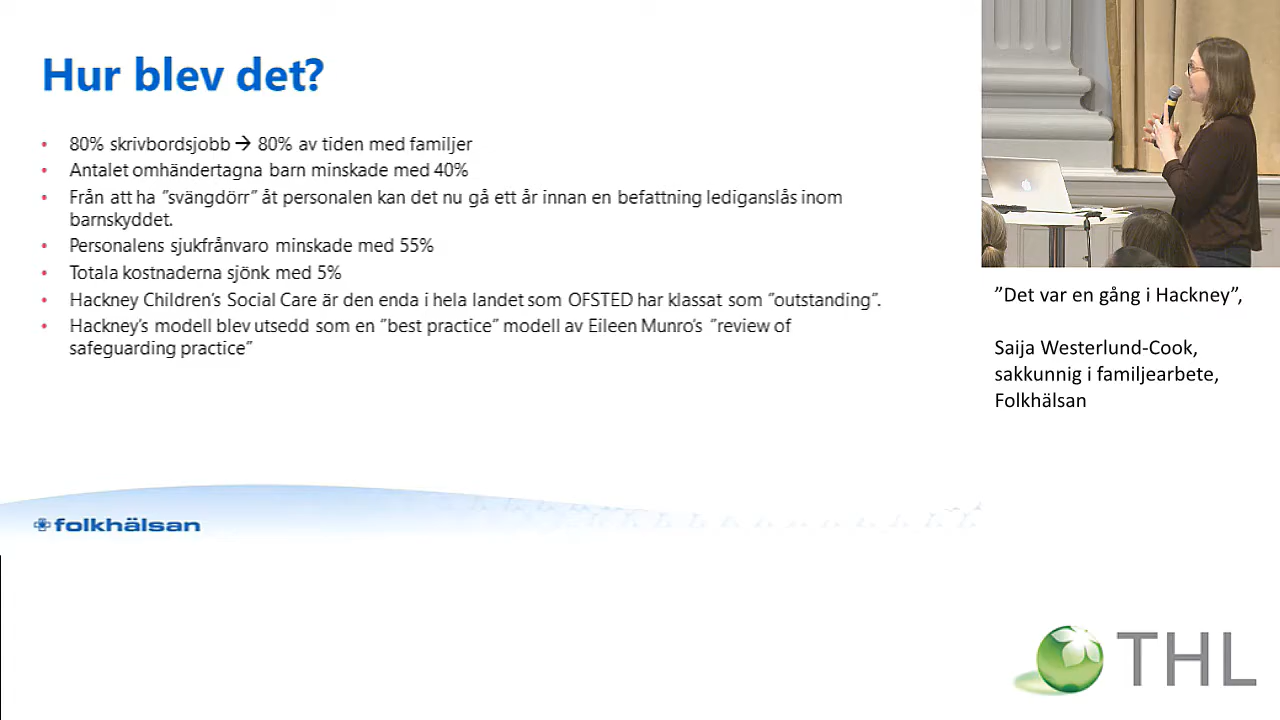 Hur blev det?
• 80% skrivbordsjobb → 80% av tiden med familjer
• Antalet omhändertagna barn minskade med 40%
• Från att ha ”svängdörr” åt personalen kan det nu gå ett år innan en befattning lediganslås inom
barnskyddet.
• Personalens sjukfrånvaro minskade med 55%
• Totala kostnaderna sjönk med 5%
• Hackney Children’s Social Care är den enda i hela landet som OFSTED har klassat som ”outstanding”.
• Hackney’s modell blev utsedd som en ”best practice” modell av Eileen Munro’s ”review of
safeguarding practice”
folkhälsan
”Det var en gång i Hackney”,
Saija Westerlund-Cook,
sakkunnig i familjearbete,
Folkhälsan
THL